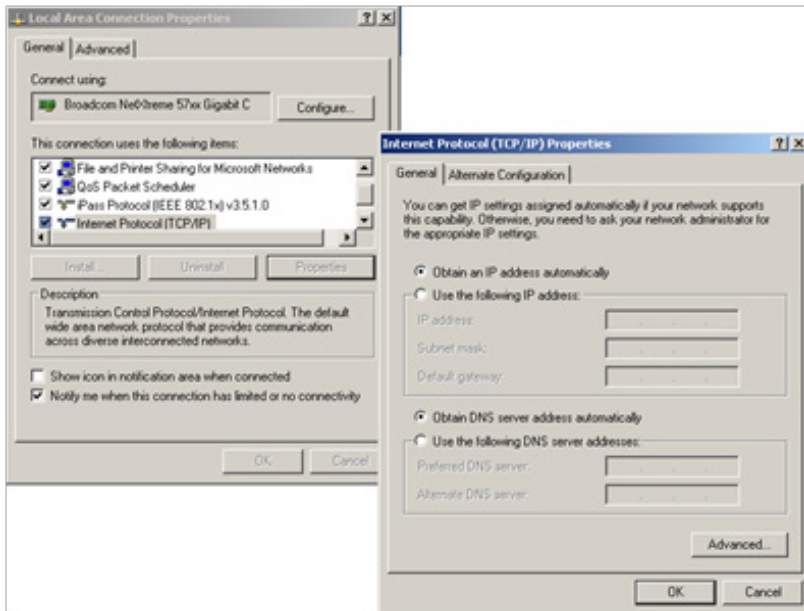 Local Area Connection Properties
General Advanced
Connect using:
Broadcom NetXtreme 57xx Gigabit C
Configure...
This connection uses the following items:
File and Printer Sharing for Microsoft Networks
QoS Packet Scheduler
iPass Protocol (IEEE 802.1x) v3.5.1.0
Internet Protocol (TCP/IP)
Install... Uninstall Properties
Description
Transmission Control Protocol/Internet Protocol. The default
wide area network protocol that provides communication
across diverse interconnected networks.
Show icon in notification area when connected
Notify me when this connection has limited or no connectivity
OK Cancel
Internet Protocol (TCP/IP) Properties
General Alternate Configuration
You can get IP settings assigned automatically if your network supports
this capability. Otherwise, you need to ask your network administrator for
the appropriate IP settings.
Obtain an IP address automatically
Use the following IP address:
IP address:
Subnet mask:
Default gateway:
Obtain DNS server address automatically
Use the following DNS server addresses:
Preferred DNS server:
Alternate DNS server:
Advanced...
OK Cancel